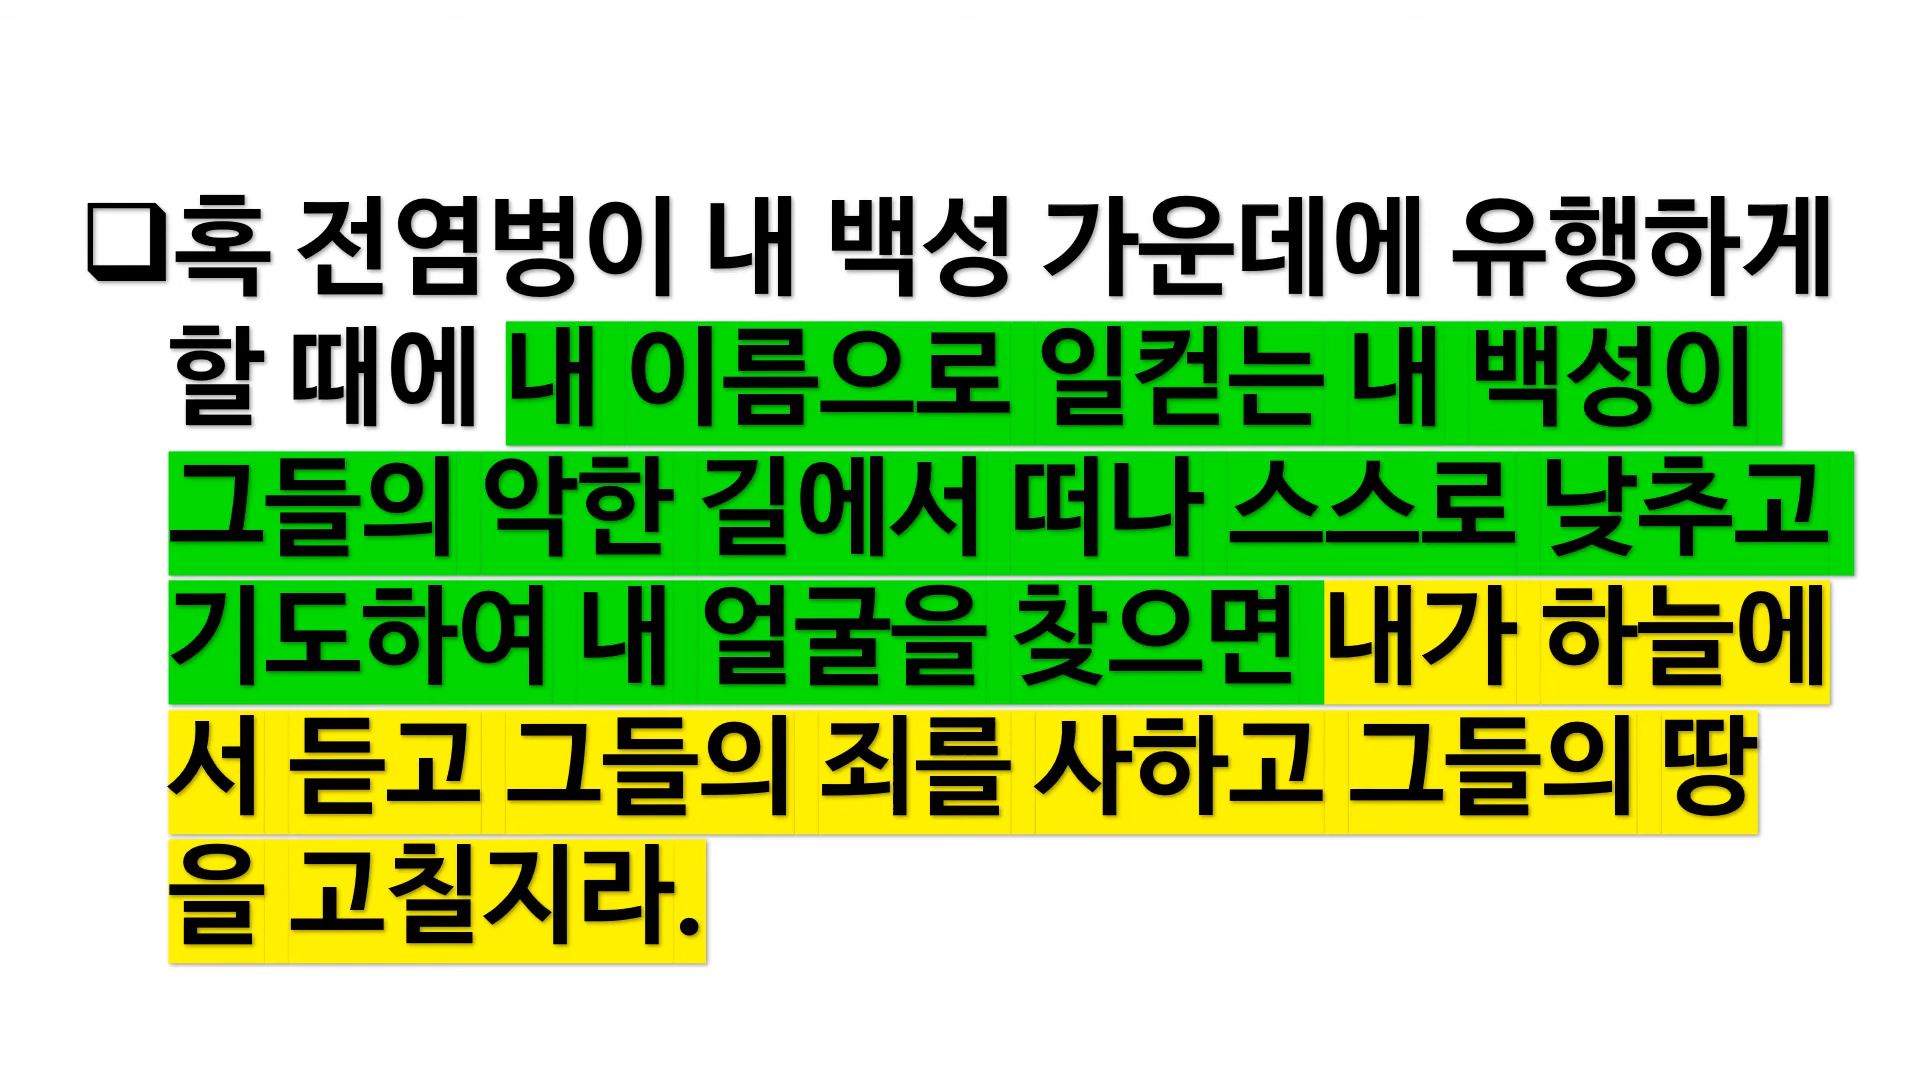 ❑혹 전염병이 내 백성 가운데에 유행하게
할 때에 내 이름으로 일컫는 내 백성이
그들의 악한 길에서 떠나 스스로 낮추고
기도하여 내 얼굴을 찾으면 내가 하늘에
서 듣고 그들의 죄를 사하고 그들의 땅
을 고칠지라.